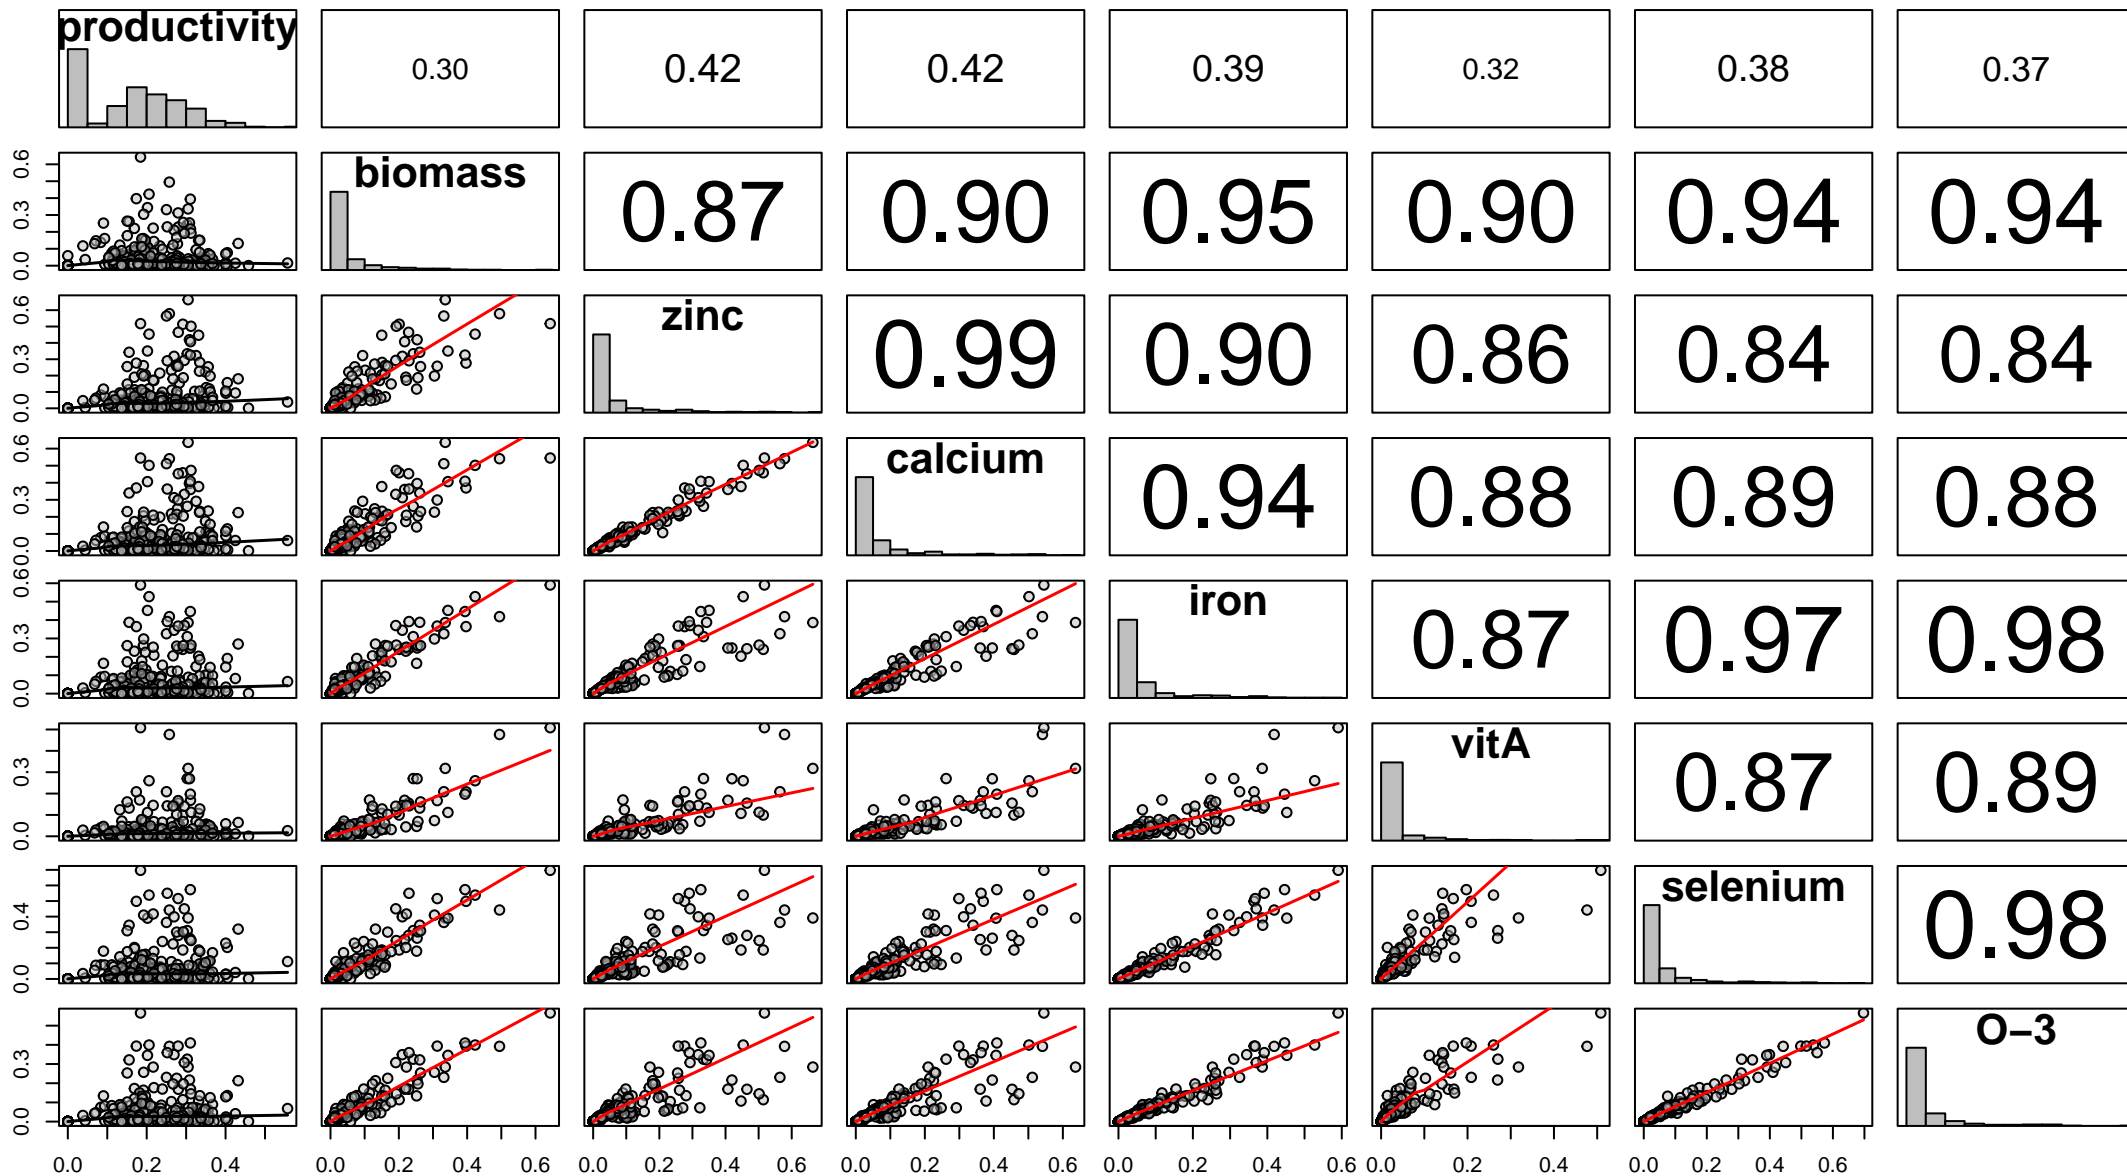 productivity 0.30 0.42 0.42 0.39 0.32 0.38 0.37
0.0 0.3 0.6 biomass 0.87 0.90 0.95 0.90 0.94 0.94
0.0 0.3 0.6 zinc 0.99 0.90 0.86 0.84 0.84
0.0 0.3 0.6 calcium 0.94 0.88 0.89 0.88
0.0 0.3 0.6 iron 0.87 0.97 0.98
0.0 0.3 vitA 0.87 0.89
0.0 0.4 selenium 0.98
0.0 0.3 O−3
0.0 0.2 0.4 0.0 0.2 0.4 0.6 0.0 0.2 0.4 0.6 0.0 0.2 0.4 0.6 0.0 0.2 0.4 0.6 0.0 0.2 0.4 0.0 0.2 0.4 0.6 0.0 0.2 0.4